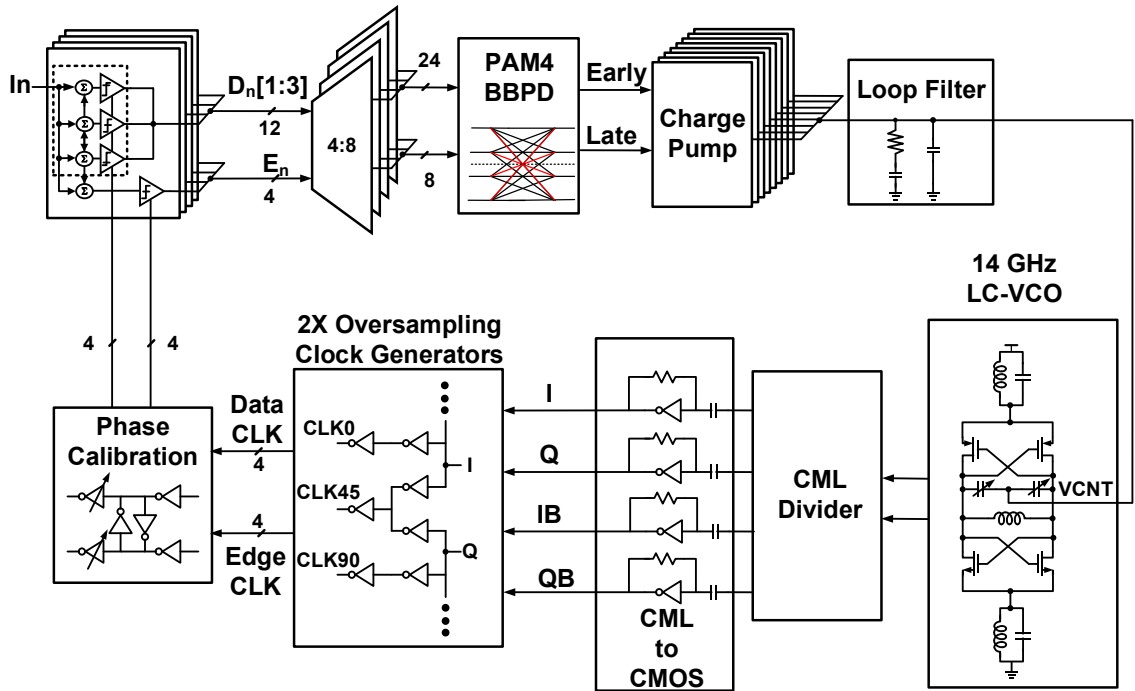 In
Σ
Σ
Σ
Σ
Dn[1:3]
12
En
4
4:8
24
8
PAM4
BBPD
Early
Late
Charge
Pump
Loop Filter
14 GHz
LC-VCO
VCNT
CML
Divider
CML
to
CMOS
I
Q
IB
QB
2X Oversampling
Clock Generators
CLK0
I
CLK45
Q
CLK90
Data
CLK
4
4
Edge
CLK
Phase
Calibration
4
4